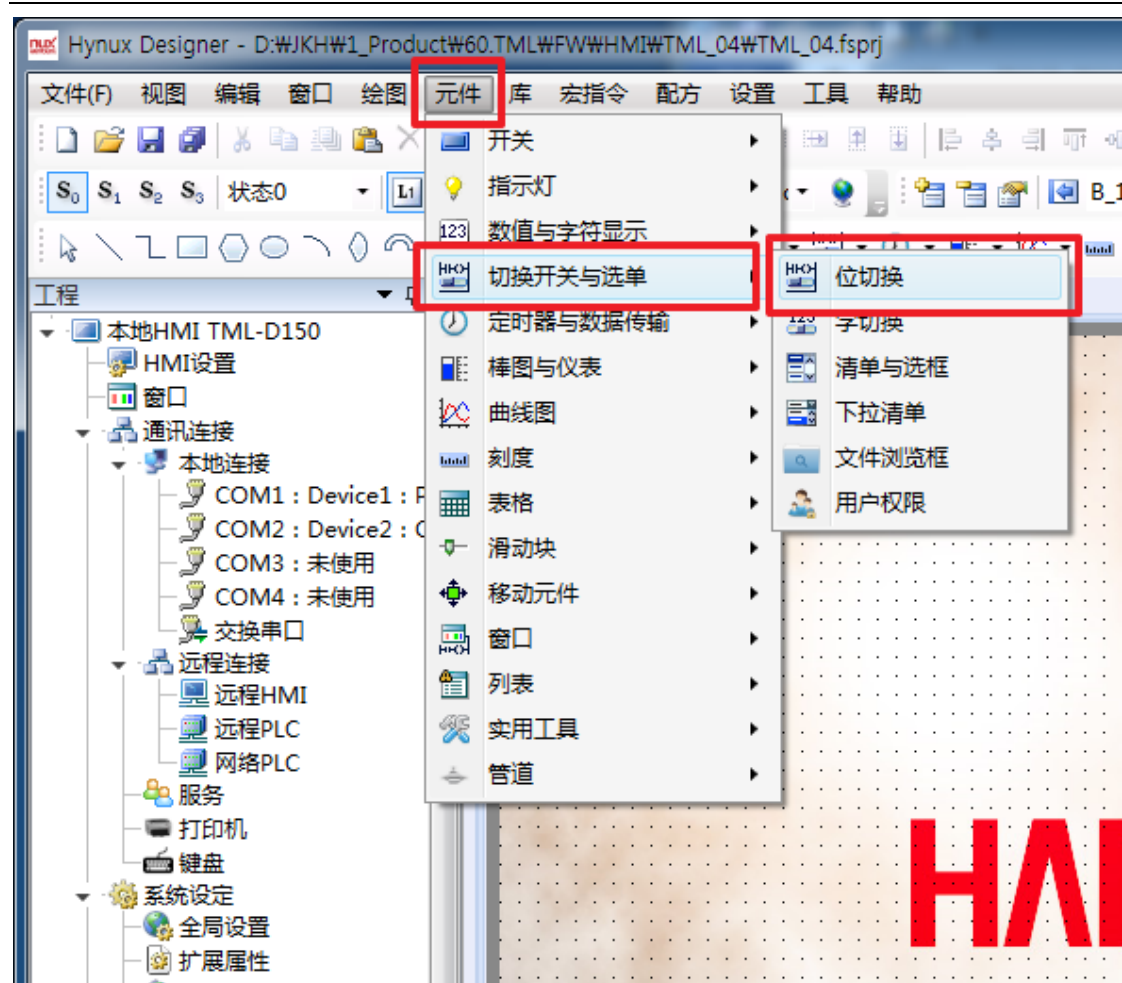 nux Hynux Designer - D:₩JKH₩1_Product₩60.TML₩FW₩HMI₩TML_04₩TML_04.fsprj
文件(F) 视图 编辑 窗口 绘图 元件 库 宏指令 配方 设置 工具 帮助
S0 S1 S2 S3 状态0 L1 B_1
工程
本地HMI TML-D150
HMI设置
窗口
通讯连接
本地连接
COM1 : Device1 : P
COM2 : Device2 : C
COM3 : 未使用
COM4 : 未使用
交换串口
远程连接
远程HMI
远程PLC
网络PLC
服务
打印机
键盘
系统设定
全局设置
扩展属性
开关
指示灯
123 数值与字符显示
切换开关与选单
定时器与数据传输
棒图与仪表
曲线图
刻度
表格
滑动块
移动元件
窗口
列表
实用工具
管道
位切换
123 字切换
清单与选框
下拉清单
文件浏览框
用户权限